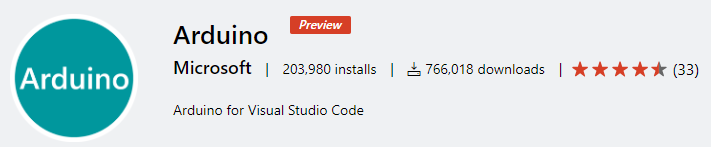 Arduino
Arduino Preview
Microsoft | 203,980 installs | 766,018 downloads | (33)
Arduino for Visual Studio Code